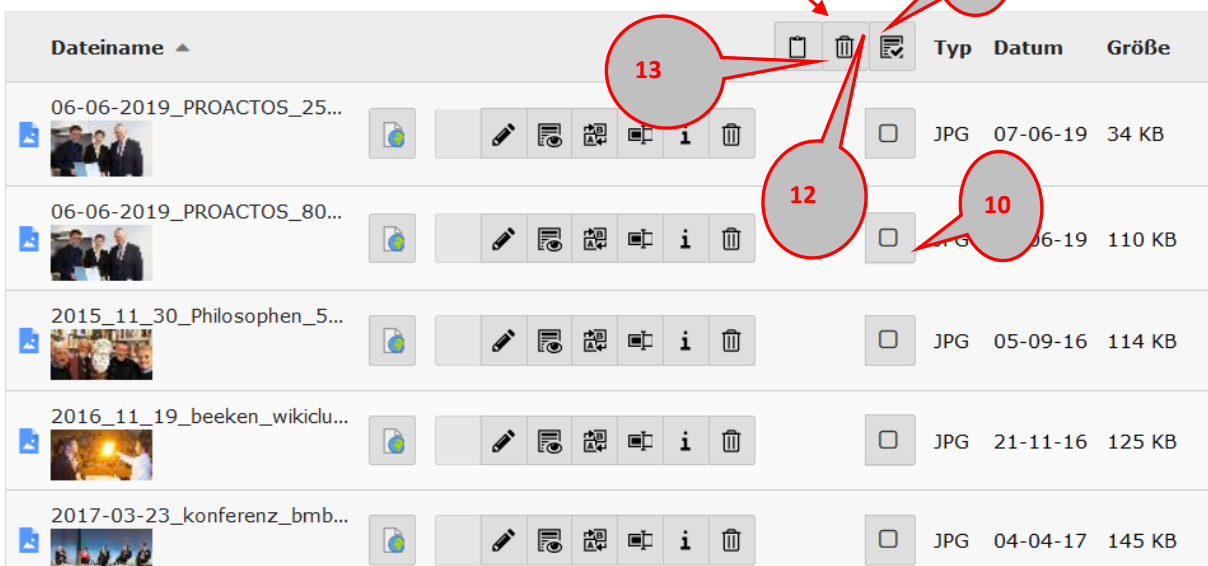 Dateiname Typ Datum Größe
13
06-06-2019_PROACTOS_25...
JPG 07-06-19 34 KB
12
10
06-06-2019_PROACTOS_80...
06-19 110 KB
2015_11_30_Philosophen_5...
JPG 05-09-16 114 KB
2016_11_19_beeken_wikiclu...
JPG 21-11-16 125 KB
2017-03-23_konferenz_bmb...
JPG 04-04-17 145 KB